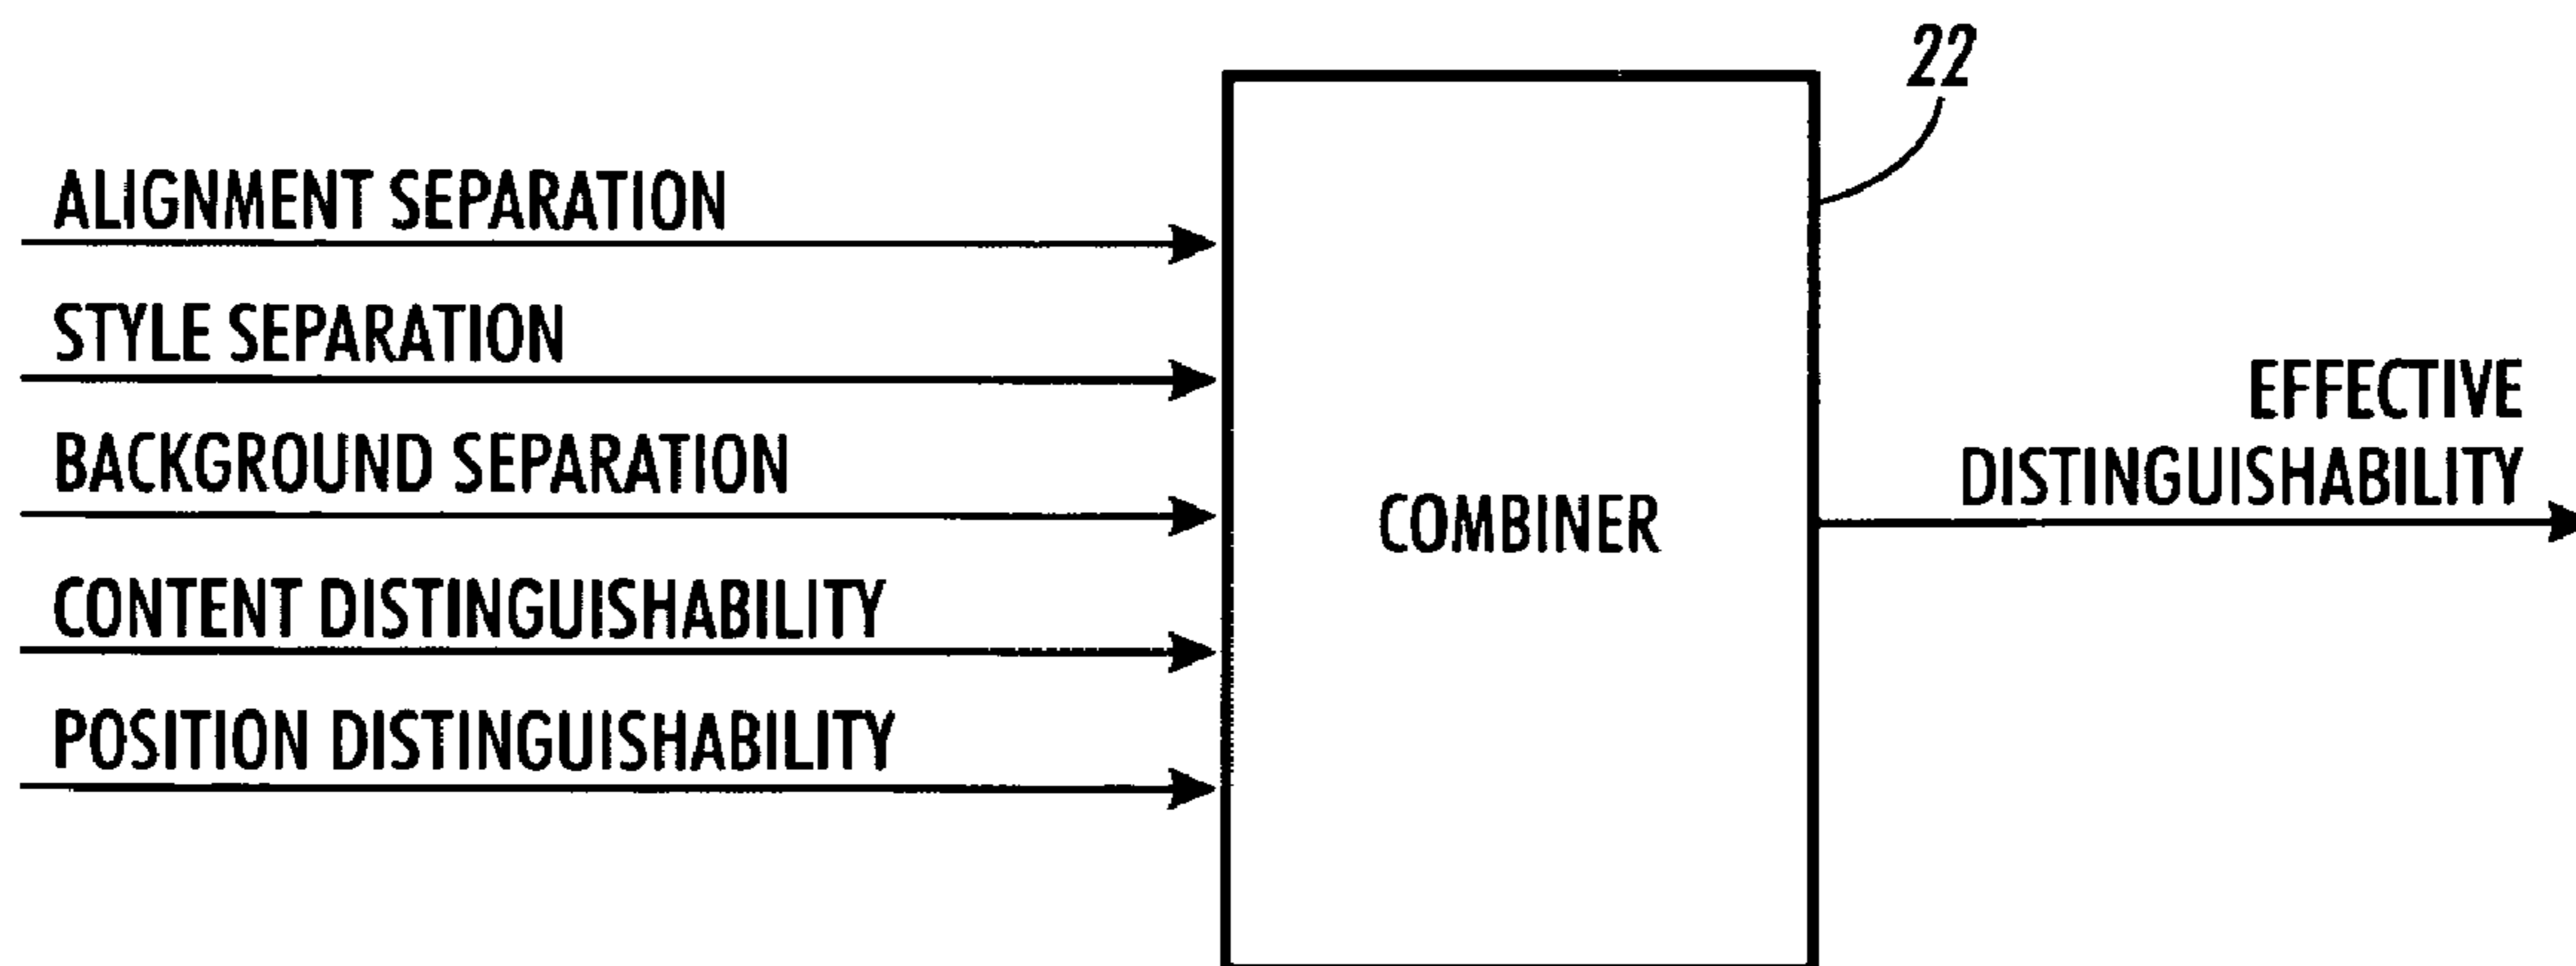 22
ALIGNMENT SEPARATION
STYLE SEPARATION
BACKGROUND SEPARATION
CONTENT DISTINGUISHABILITY
POSITION DISTINGUISHABILITY
COMBINER
EFFECTIVE
DISTINGUISHABILITY